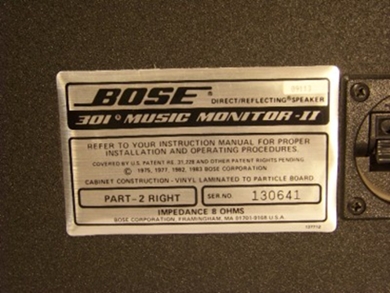 BOSE® DIRECT/REFLECTING® SPEAKER
301® MUSIC MONITOR-II
REFER TO YOUR INSTRUCTION MANUAL FOR PROPER
INSTALLATION AND OPERATING PROCEDURES.
COVERED BY U.S. PATENT RE. 31,228 AND OTHER PATENT RIGHTS PENDING.
© 1975, 1977, 1982, 1983 BOSE CORPORATION.
CABINET CONSTRUCTION - VINYL LAMINATED TO PARTICLE BOARD.
PART-2 RIGHT SER NO. 130641
IMPEDANCE 8 OHMS
BOSE CORPORATION, FRAMINGHAM, MA 01701-9168 U.S.A.